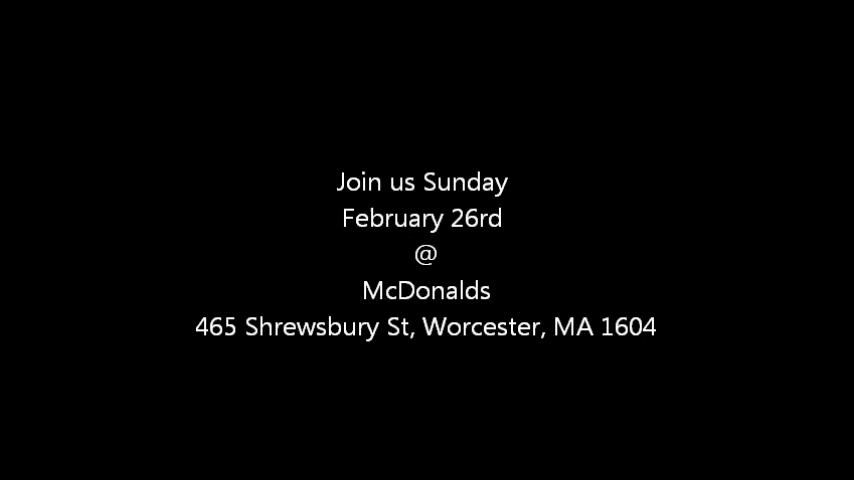 Join us Sunday
February 26rd
@
McDonalds
465 Shrewsbury St, Worcester, MA 1604